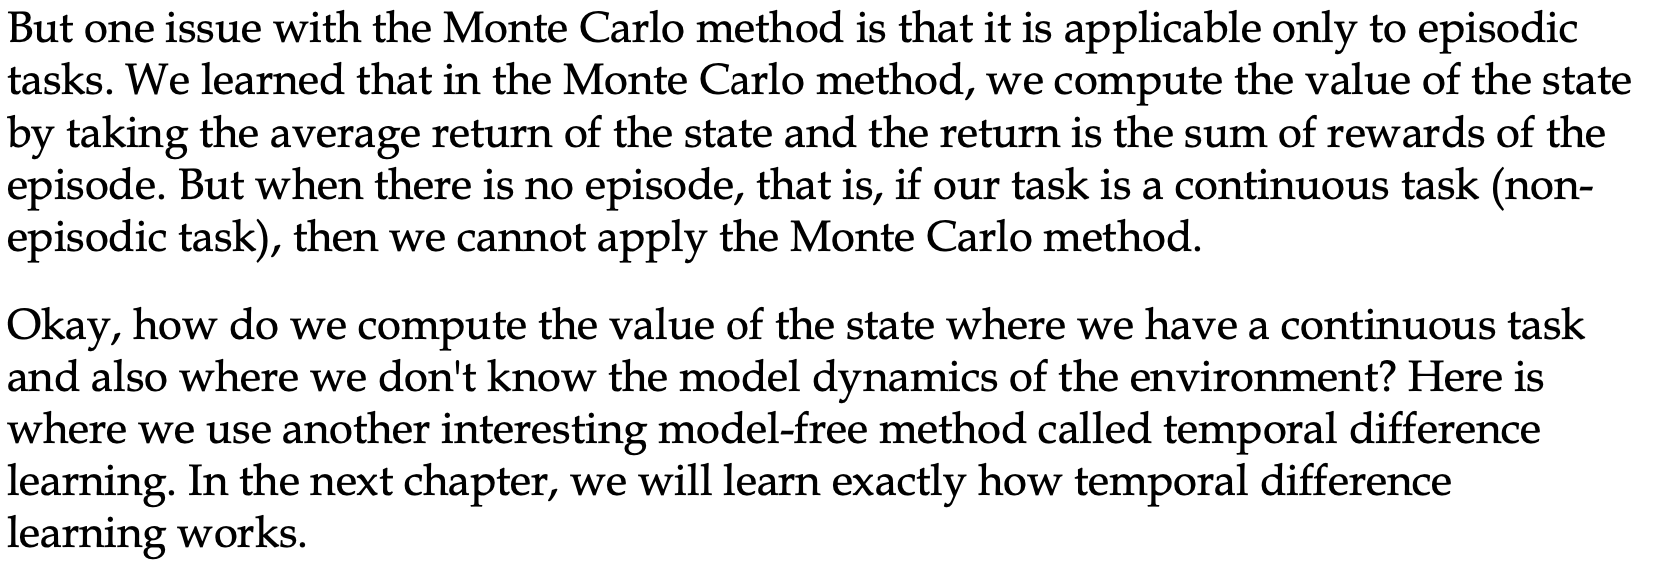 But one issue with the Monte Carlo method is that it is applicable only to episodic
tasks. We learned that in the Monte Carlo method, we compute the value of the state
by taking the average return of the state and the return is the sum of rewards of the
episode. But when there is no episode, that is, if our task is a continuous task (non-
episodic task), then we cannot apply the Monte Carlo method.
Okay, how do we compute the value of the state where we have a continuous task
and also where we don't know the model dynamics of the environment? Here is
where we use another interesting model-free method called temporal difference
learning. In the next chapter, we will learn exactly how temporal difference
learning works.